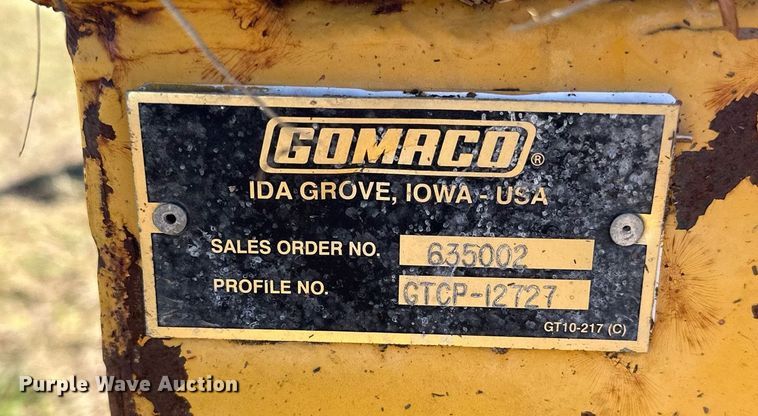 GOMACO®
IDA GROVE, IOWA - USA
SALES ORDER NO. 635002
PROFILE NO. GTCP-12727
GT10-217 (C)
Purple Wave Auction